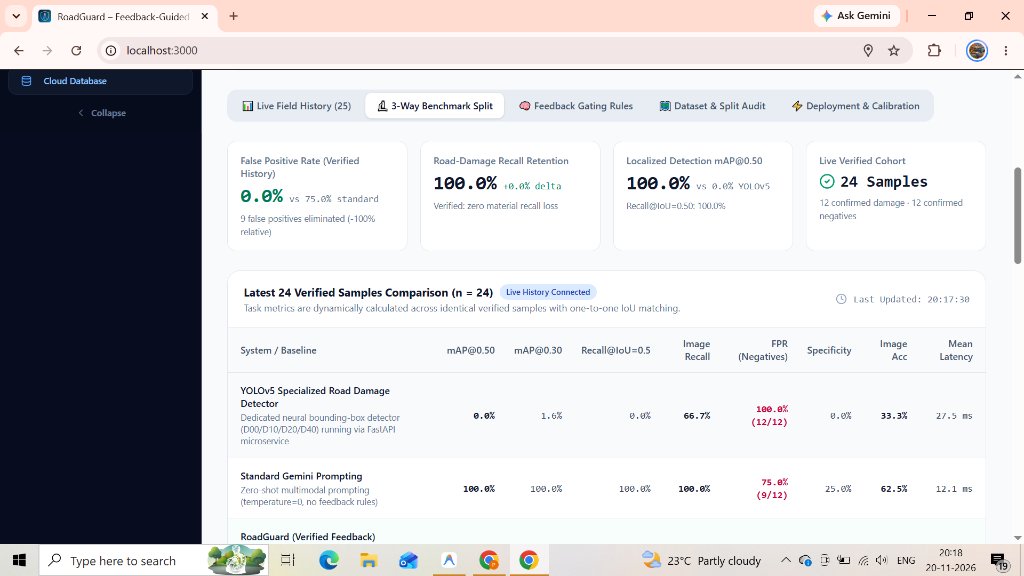 RoadGuard – Feedback-Guided
Ask Gemini
localhost:3000
Cloud Database
Collapse
Live Field History (25)
3-Way Benchmark Split
Feedback Gating Rules
Dataset & Split Audit
Deployment & Calibration
False Positive Rate (Verified
History)
0.0% vs 75.0% standard
9 false positives eliminated (-100%
relative)
Road-Damage Recall Retention
100.0% +0.0% delta
Verified: zero material recall loss
Localized Detection mAP@0.50
100.0% vs 0.0% YOLOv5
Recall@IoU=0.50: 100.0%
Live Verified Cohort
24 Samples
12 confirmed damage · 12 confirmed
negatives
Latest 24 Verified Samples Comparison (n = 24) Live History Connected
Task metrics are dynamically calculated across identical verified samples with one-to-one IoU matching.
Last Updated: 20:17:30
System / Baseline mAP@0.50 mAP@0.30 Recall@IoU=0.5 Image Recall FPR (Negatives) Specificity Image Acc Mean Latency
YOLOv5 Specialized Road Damage
Detector
Dedicated neural bounding-box detector
(D00/D10/D20/D40) running via FastAPI
microservice
0.0% 1.6% 0.0% 66.7% 100.0% (12/12) 0.0% 33.3% 27.5 ms
Standard Gemini Prompting
Zero-shot multimodal prompting
(temperature=0, no feedback rules)
100.0% 100.0% 100.0% 100.0% 75.0% (9/12) 25.0% 62.5% 12.1 ms
RoadGuard (Verified Feedback)
Type here to search
23°C Partly cloudy
ENG
20:18
20-11-2026
19